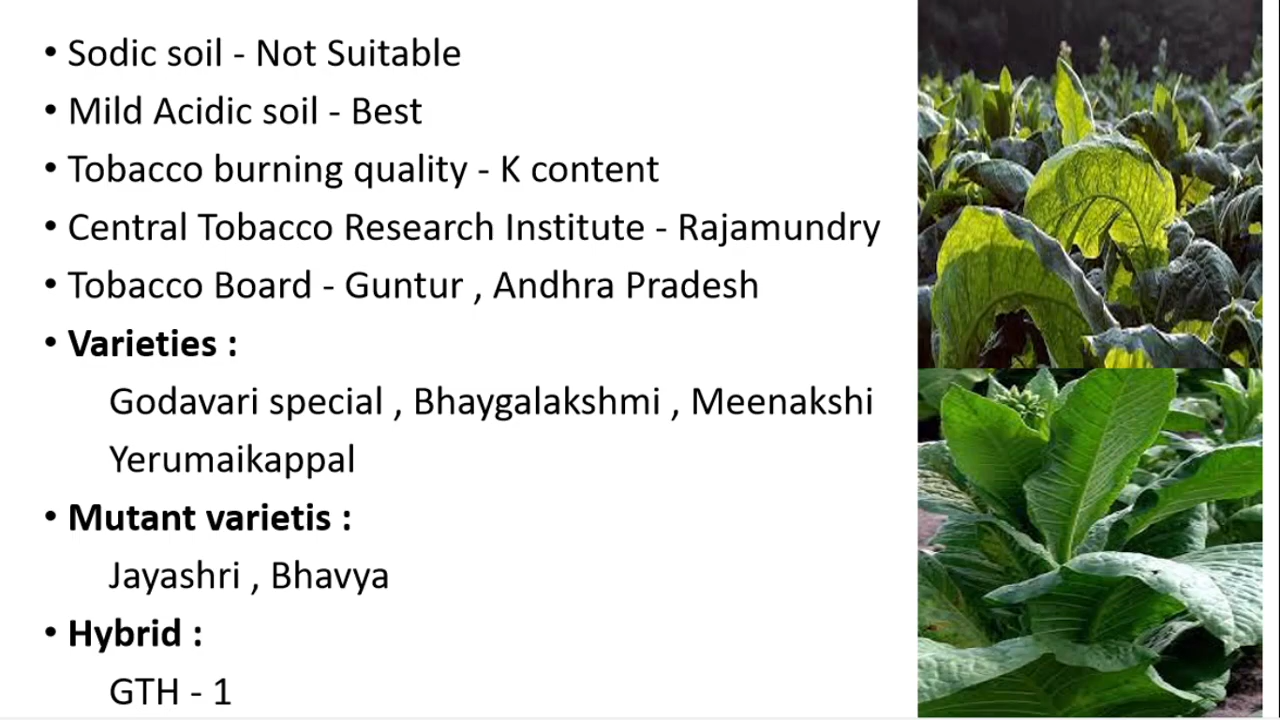 • Sodic soil - Not Suitable
• Mild Acidic soil - Best
• Tobacco burning quality - K content
• Central Tobacco Research Institute - Rajamundry
• Tobacco Board - Guntur , Andhra Pradesh
• Varieties :
Godavari special , Bhaygalakshmi , Meenakshi
Yerumaikappal
• Mutant varietis :
Jayashri , Bhavya
• Hybrid :
GTH - 1